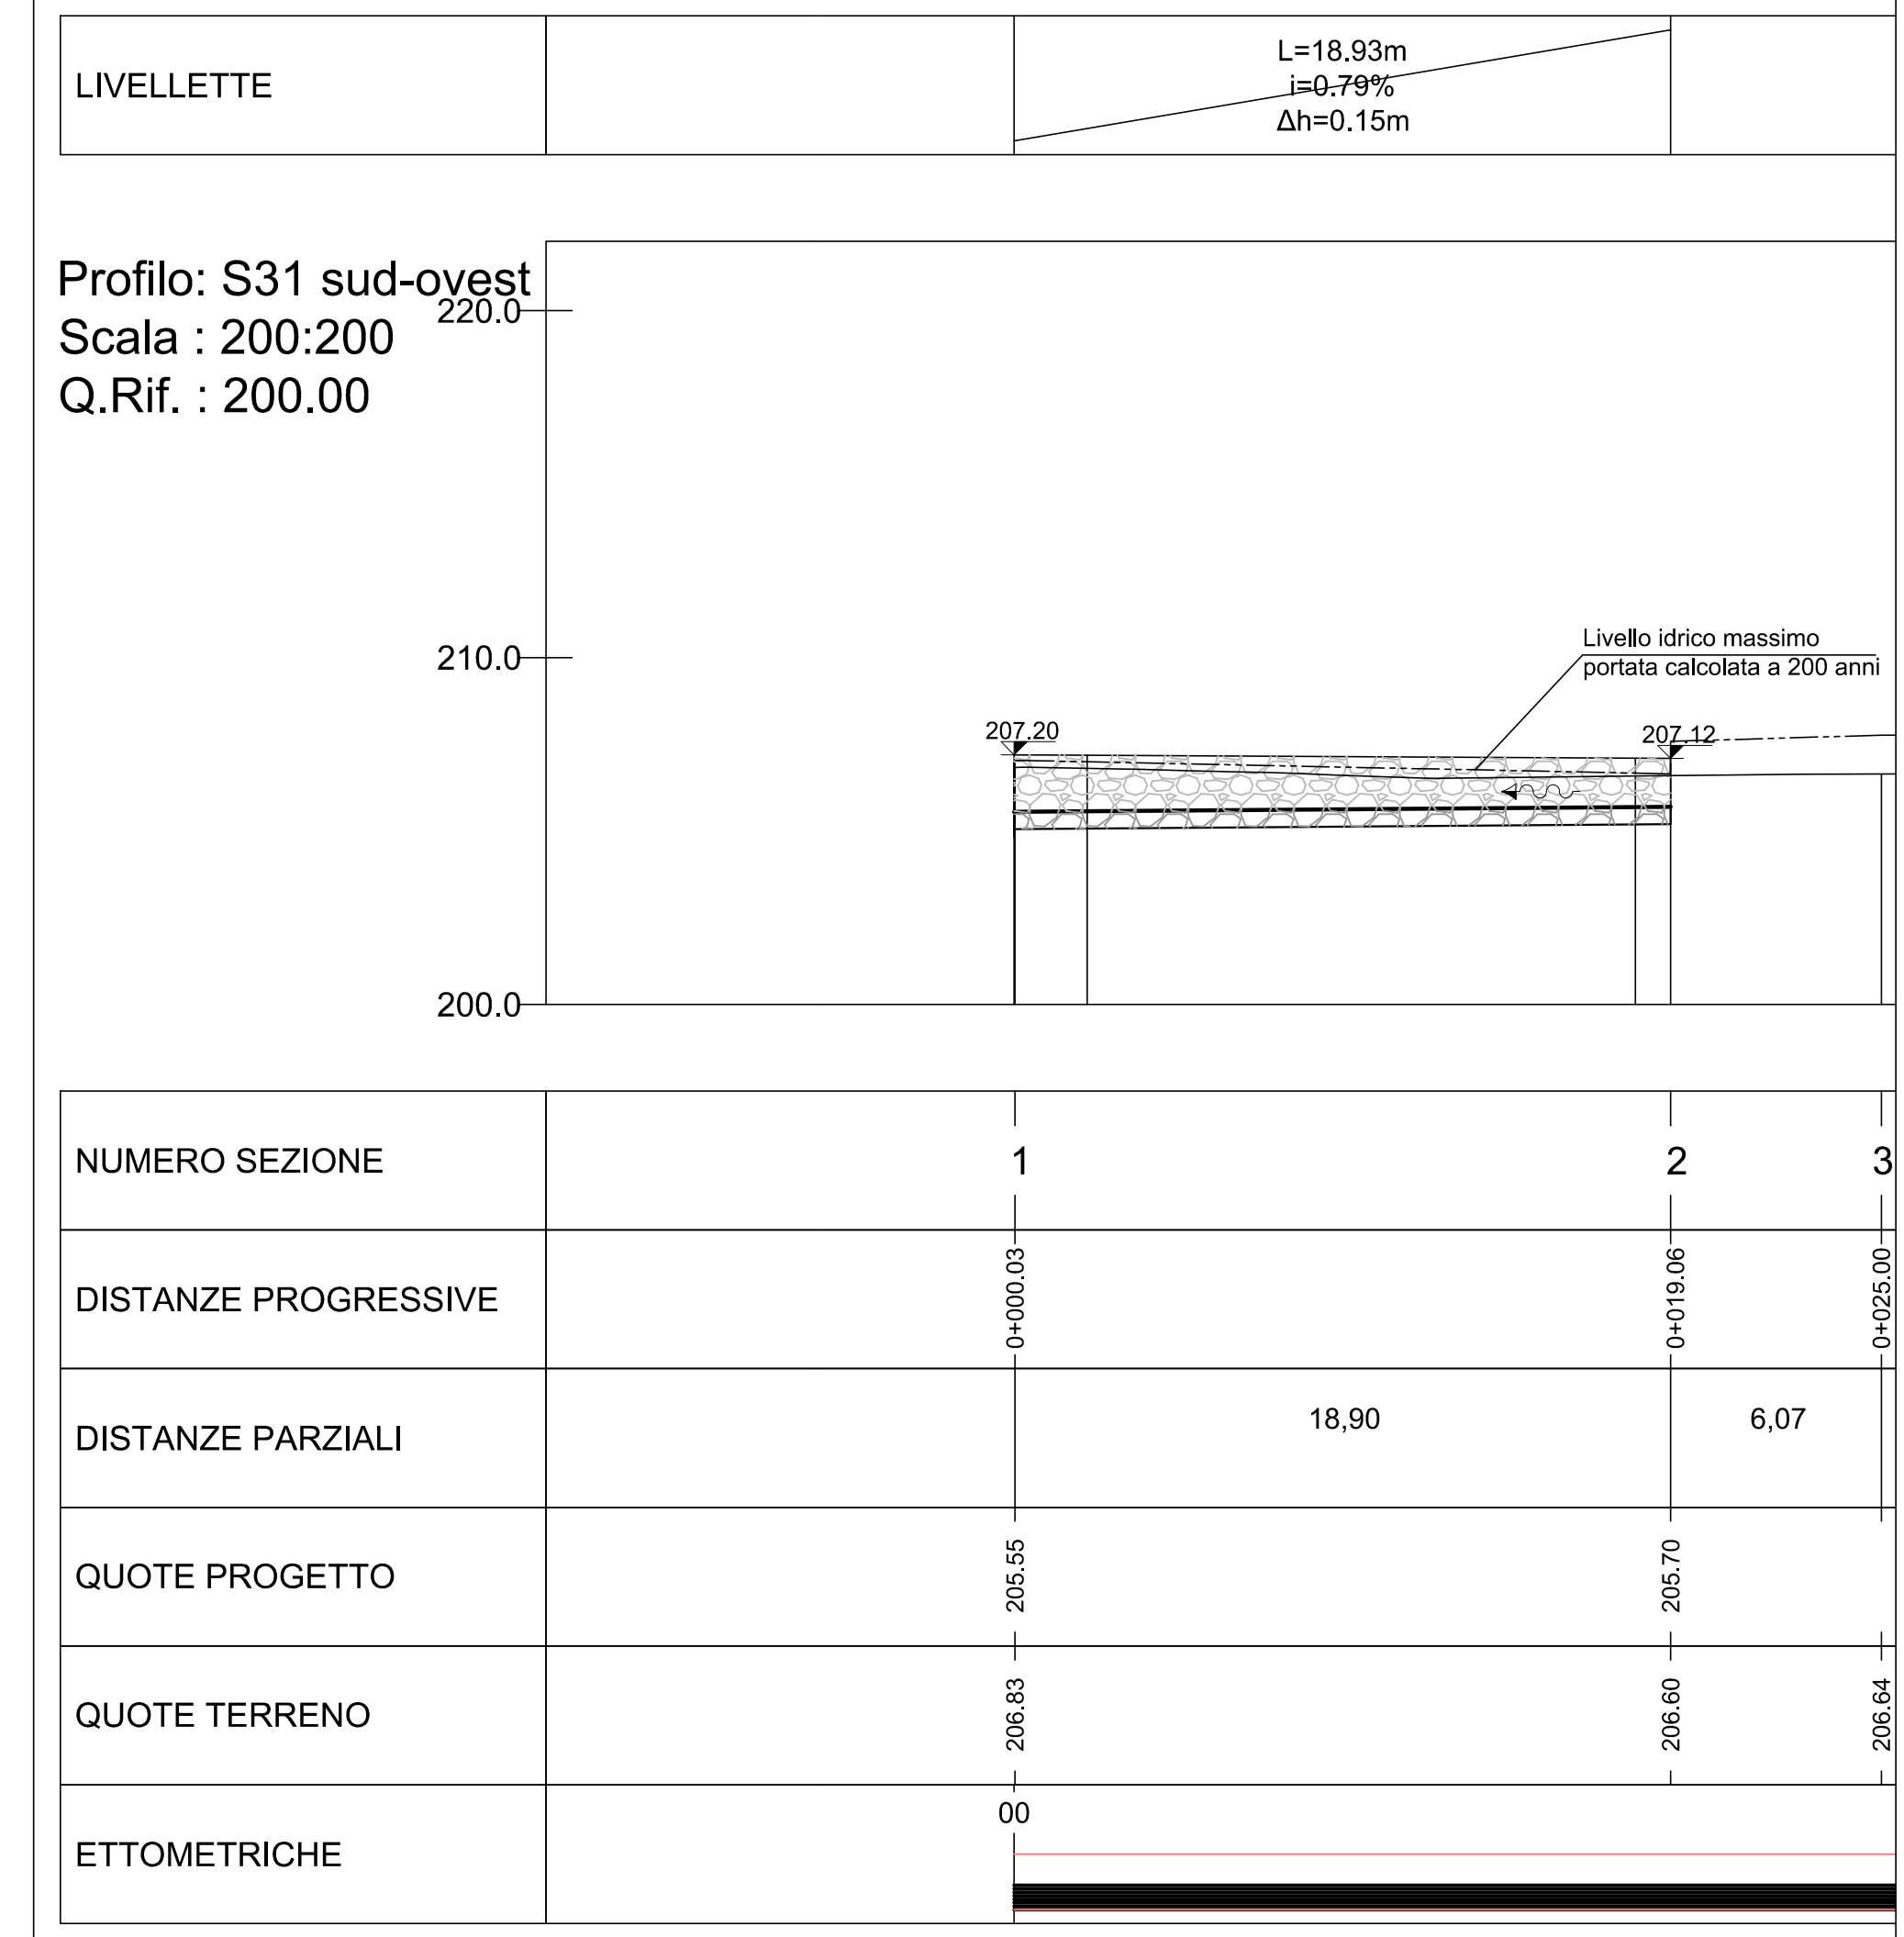 LIVELLETTE
L=18.93m
i=0.79%
Δh=0.15m
Profilo: S31 sud-ovest
Scala : 200:200
Q.Rif. : 200.00
220.0
210.0
200.0
Livello idrico massimo
portata calcolata a 200 anni
207.20
207.12
NUMERO SEZIONE
1
2
3
DISTANZE PROGRESSIVE
0+000.03
0+019.06
0+025.00
DISTANZE PARZIALI
18,90
6,07
QUOTE PROGETTO
205.55
205.70
QUOTE TERRENO
206.83
206.60
206.64
ETTOMETRICHE
00